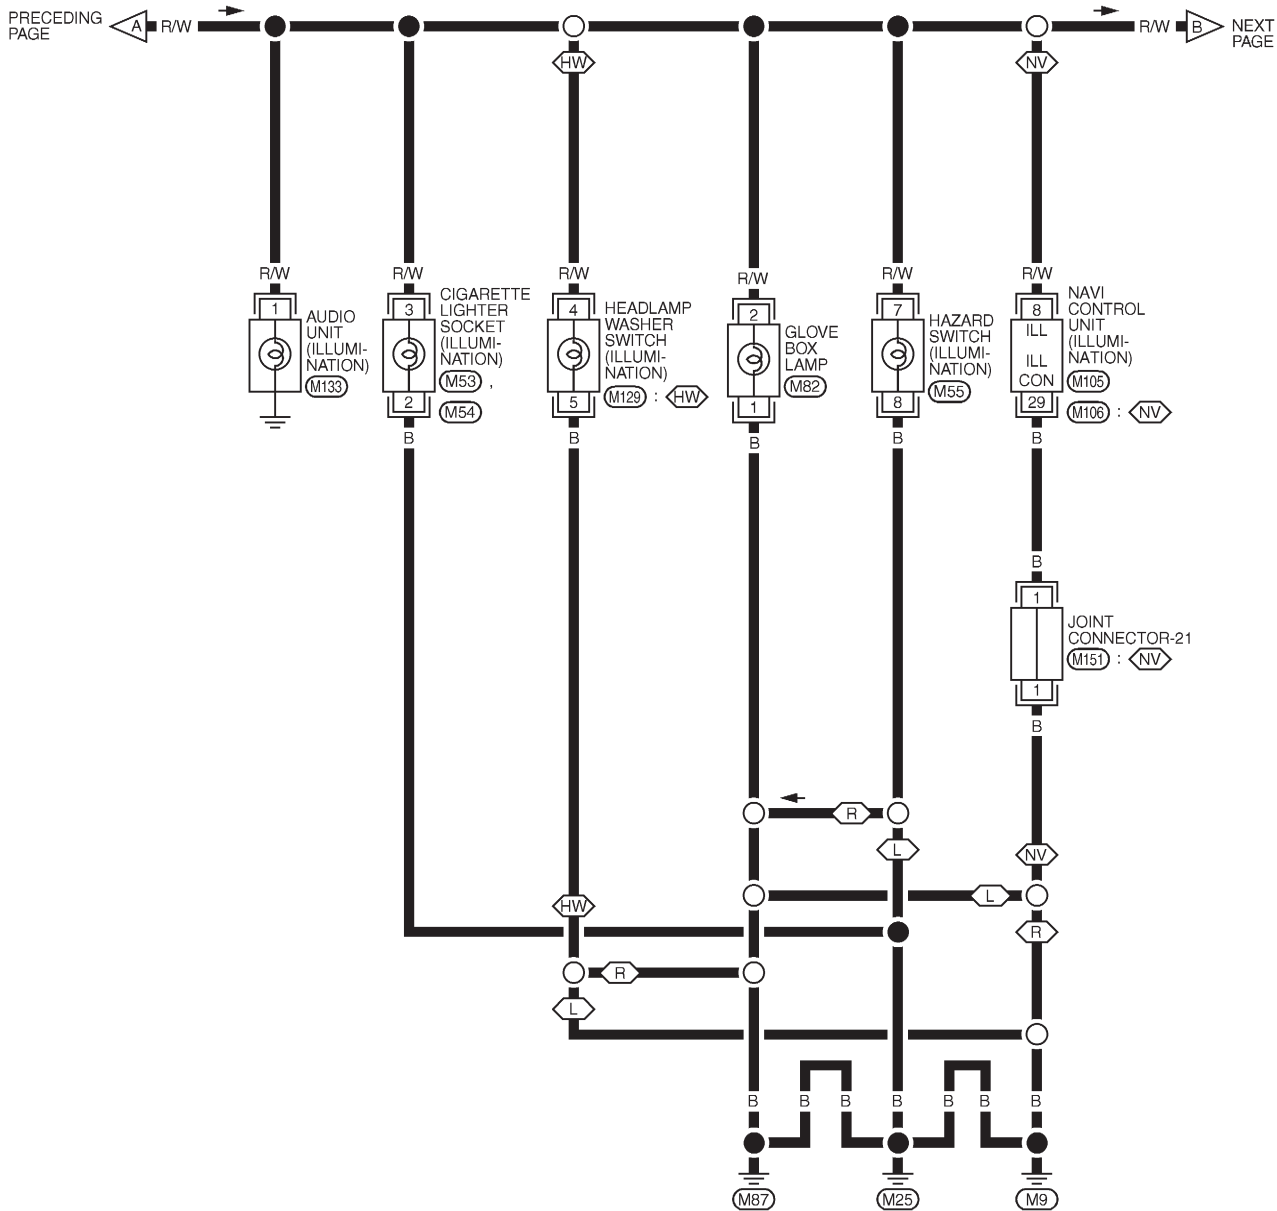 PRECEDING
PAGE
A
R/W
R/W
B
NEXT
PAGE
HW
NV
R/W
R/W
R/W
R/W
R/W
R/W
1
AUDIO
UNIT
(ILLUMI-
NATION)
M133
3
CIGARETTE
LIGHTER
SOCKET
(ILLUMI-
NATION)
M53 ,
M54
2
B
4
HEADLAMP
WASHER
SWITCH
(ILLUMI-
NATION)
M129 : HW
5
B
2
GLOVE
BOX
LAMP
M82
1
B
7
HAZARD
SWITCH
(ILLUMI-
NATION)
M55
8
B
8
ILL
ILL
CON
29
NAVI
CONTROL
UNIT
(ILLUMI-
NATION)
M105
M106 : NV
B
B
1
JOINT
CONNECTOR-21
M151 : NV
1
B
R
L
NV
L
HW
R
R
L
B
B
B
B
B
B
B
M87
M25
M9